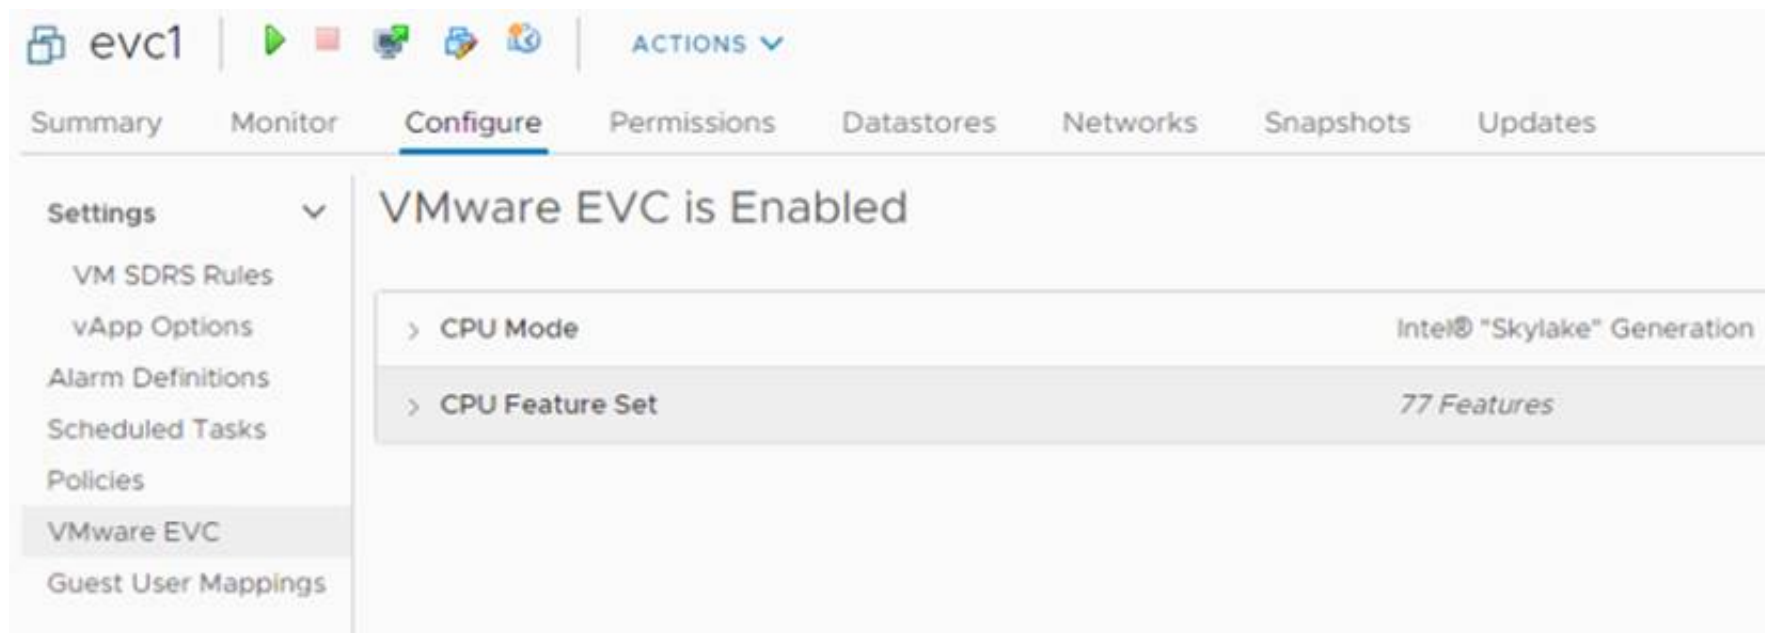 evc1 ACTIONS
Summary Monitor Configure Permissions Datastores Networks Snapshots Updates
Settings
VM SDRS Rules
vApp Options
Alarm Definitions
Scheduled Tasks
Policies
VMware EVC
Guest User Mappings
VMware EVC is Enabled
CPU Mode Intel® "Skylake" Generation
CPU Feature Set 77 Features